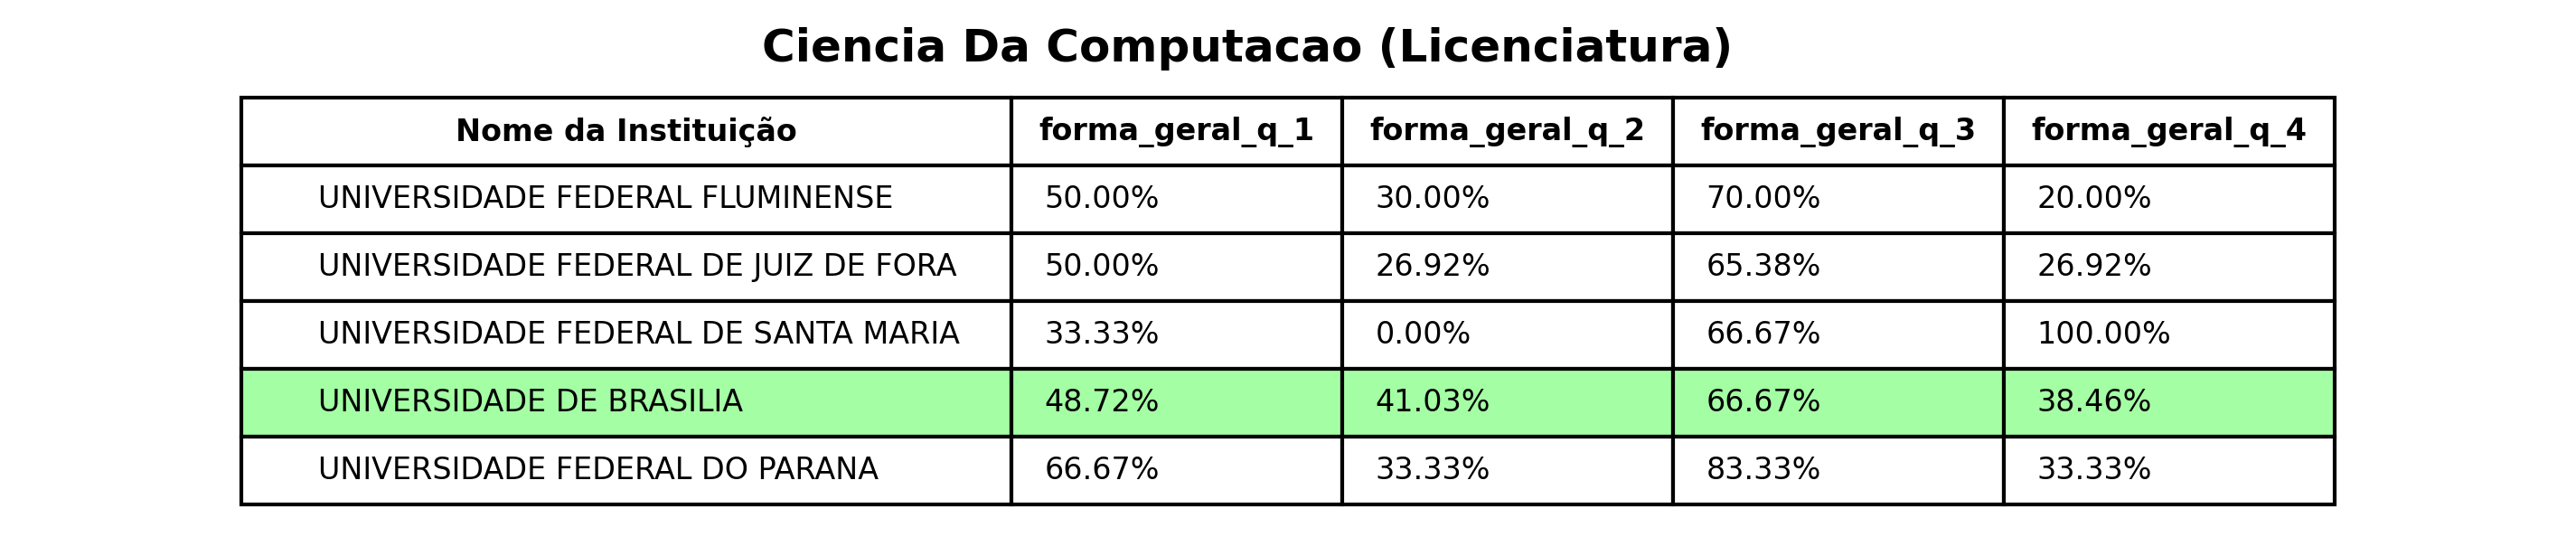 Ciencia Da Computacao (Licenciatura)
Nome da Instituição forma_geral_q_1 forma_geral_q_2 forma_geral_q_3 forma_geral_q_4
UNIVERSIDADE FEDERAL FLUMINENSE 50.00% 30.00% 70.00% 20.00%
UNIVERSIDADE FEDERAL DE JUIZ DE FORA 50.00% 26.92% 65.38% 26.92%
UNIVERSIDADE FEDERAL DE SANTA MARIA 33.33% 0.00% 66.67% 100.00%
UNIVERSIDADE DE BRASILIA 48.72% 41.03% 66.67% 38.46%
UNIVERSIDADE FEDERAL DO PARANA 66.67% 33.33% 83.33% 33.33%